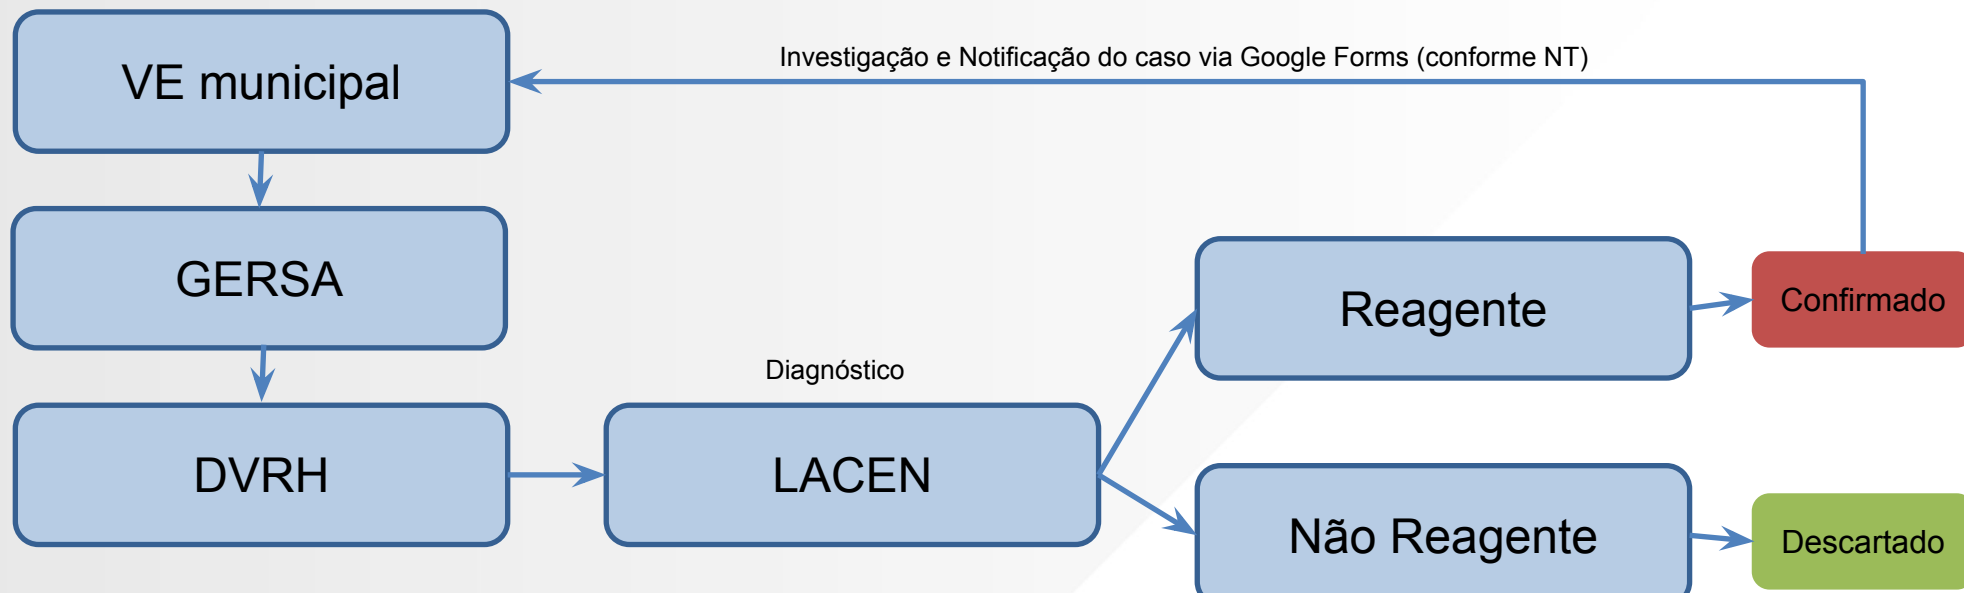 VE municipal
Investigação e Notificação do caso via Google Forms (conforme NT)
GERSA
Reagente
Confirmado
Diagnóstico
DVRH
LACEN
Não Reagente
Descartado